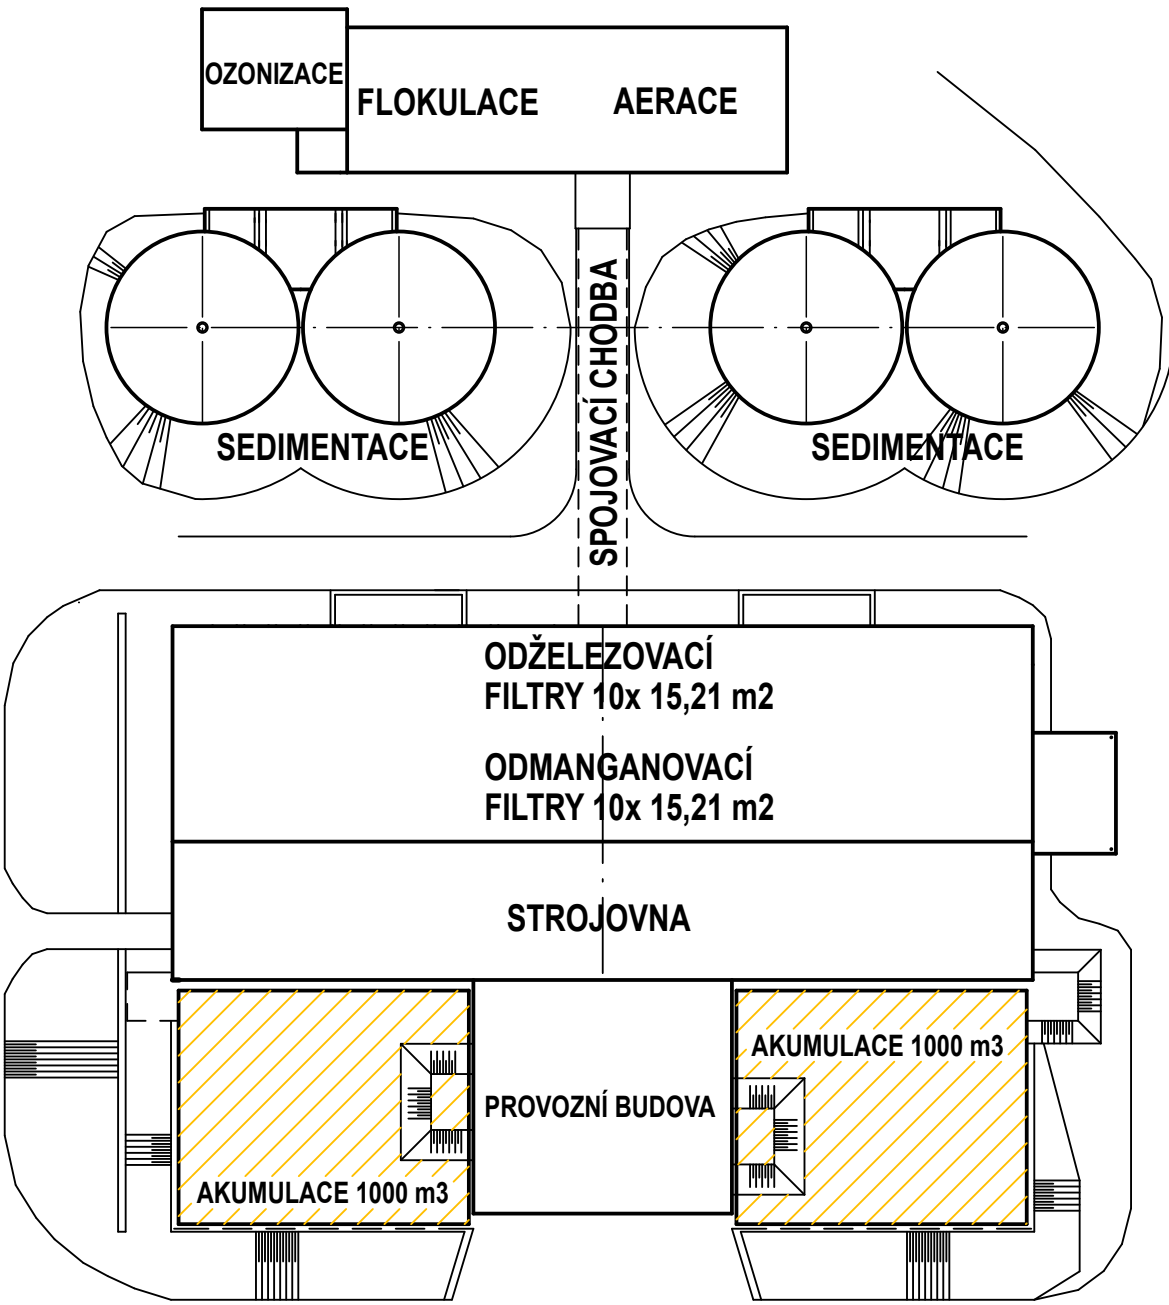 OZONIZACE
FLOKULACE
AERACE
SPOJOVACÍ CHODBA
SEDIMENTACE
SEDIMENTACE
ODŽELEZOVACÍ
FILTRY 10x 15,21 m2
ODMANGANOVACÍ
FILTRY 10x 15,21 m2
STROJOVNA
AKUMULACE 1000 m3
PROVOZNÍ BUDOVA
AKUMULACE 1000 m3